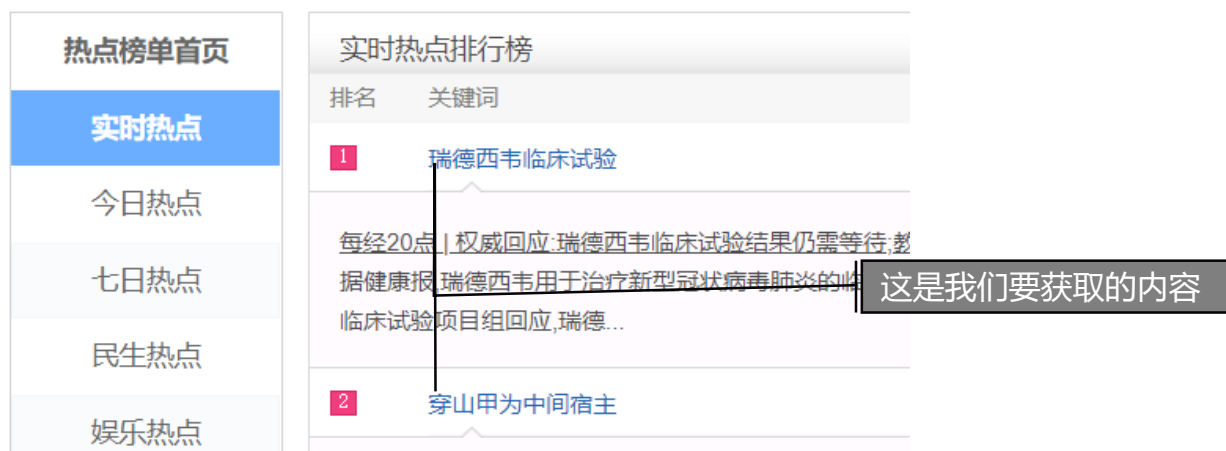 热点榜单首页
实时热点
今日热点
七日热点
民生热点
娱乐热点
实时热点排行榜
排名 关键词
1 瑞德西韦临床试验
每经20点 | 权威回应:瑞德西韦临床试验结果仍需等待;教
据健康报,瑞德西韦用于治疗新型冠状病毒肺炎的临
临床试验项目组回应,瑞德...
2 穿山甲为中间宿主
这是我们要获取的内容